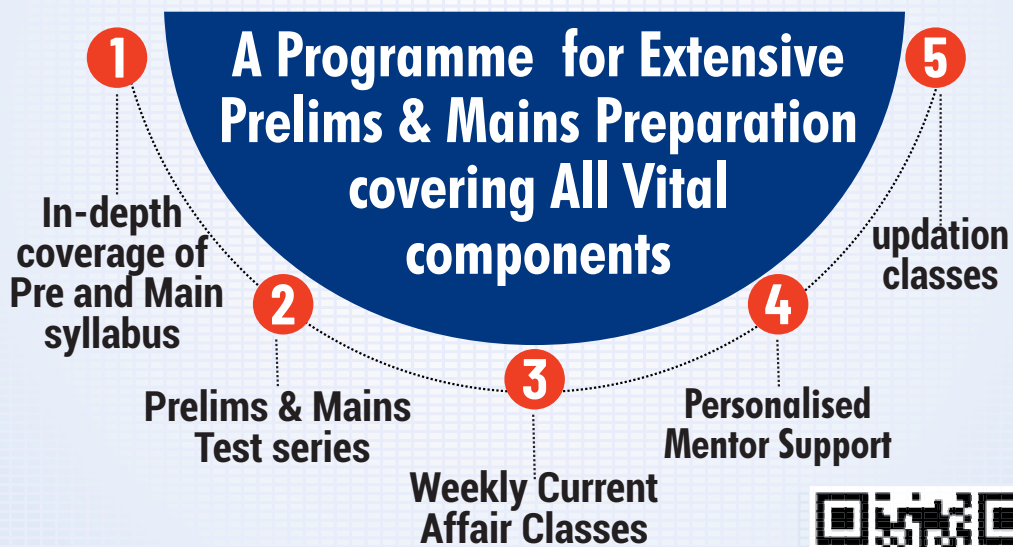 A Programme for Extensive
Prelims & Mains Preparation
covering All Vital
components
1
In-depth
coverage of
Pre and Main
syllabus
2
Prelims & Mains
Test series
3
Weekly Current
Affair Classes
4
Personalised
Mentor Support
5
updation
classes